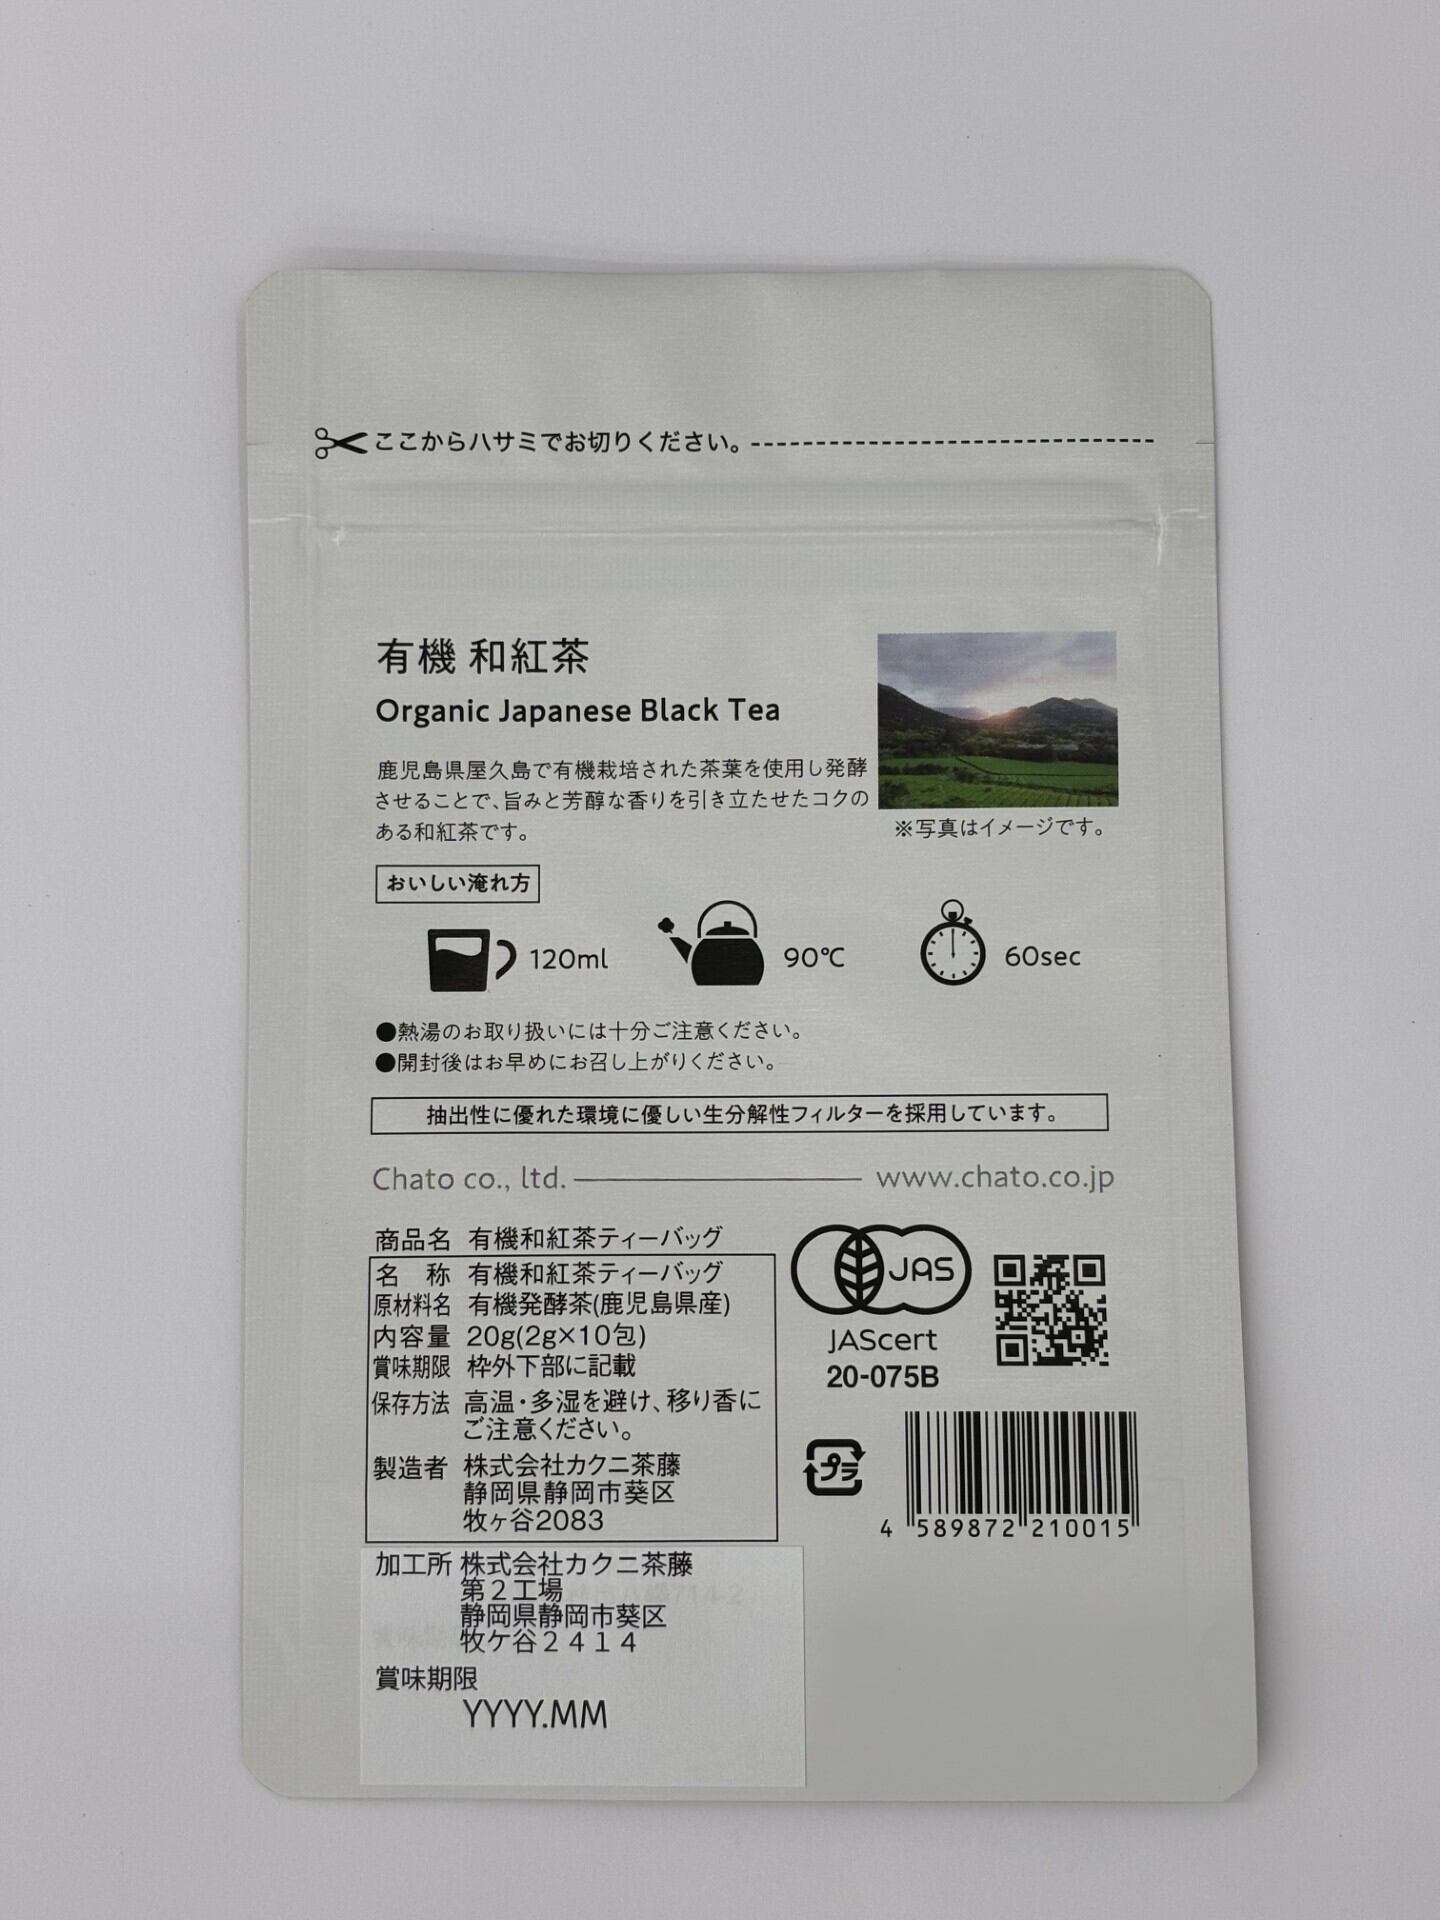 ここからハサミでお切りください。
有機 和紅茶
Organic Japanese Black Tea
鹿児島県屋久島で有機栽培された茶葉を使用し発酵
させることで、旨みと芳醇な香りを引き立たせたコクの
ある和紅茶です。
※写真はイメージです。
おいしい淹れ方
120ml 90℃ 60sec
●熱湯のお取り扱いには十分ご注意ください。
●開封後はお早めにお召し上がりください。
抽出性に優れた環境に優しい生分解性フィルターを採用しています。
Chato co., ltd. www.chato.co.jp
商品名 有機和紅茶ティーバッグ
名 称 有機和紅茶ティーバッグ
原材料名 有機発酵茶(鹿児島県産)
内容量 20g(2g×10包)
賞味期限 枠外下部に記載
保存方法 高温・多湿を避け、移り香に
ご注意ください。
製造者 株式会社カクニ茶藤
静岡県静岡市葵区
牧ヶ谷2083
JAS
JAScert
20-075B
プラ
4 589872 210015
加工所 株式会社カクニ茶藤
第２工場
静岡県静岡市葵区
牧ケ谷２４１４
賞味期限
YYYY.MM